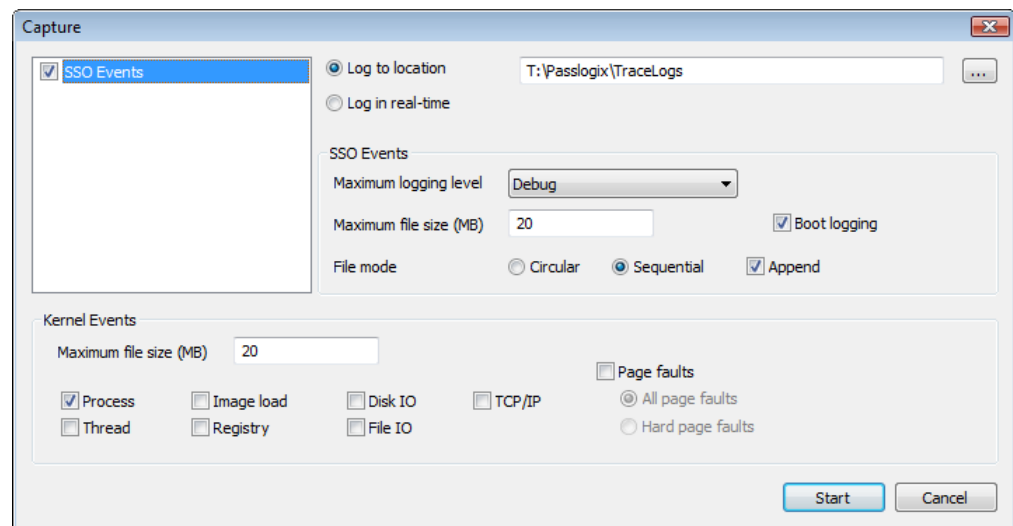 Capture
SSO Events
Log to location
T:\Passlogix\TraceLogs
...
Log in real-time
SSO Events
Maximum logging level
Debug
Maximum file size (MB)
20
Boot logging
File mode
Circular
Sequential
Append
Kernel Events
Maximum file size (MB)
20
Process
Image load
Disk IO
TCP/IP
Page faults
All page faults
Thread
Registry
File IO
Hard page faults
Start
Cancel